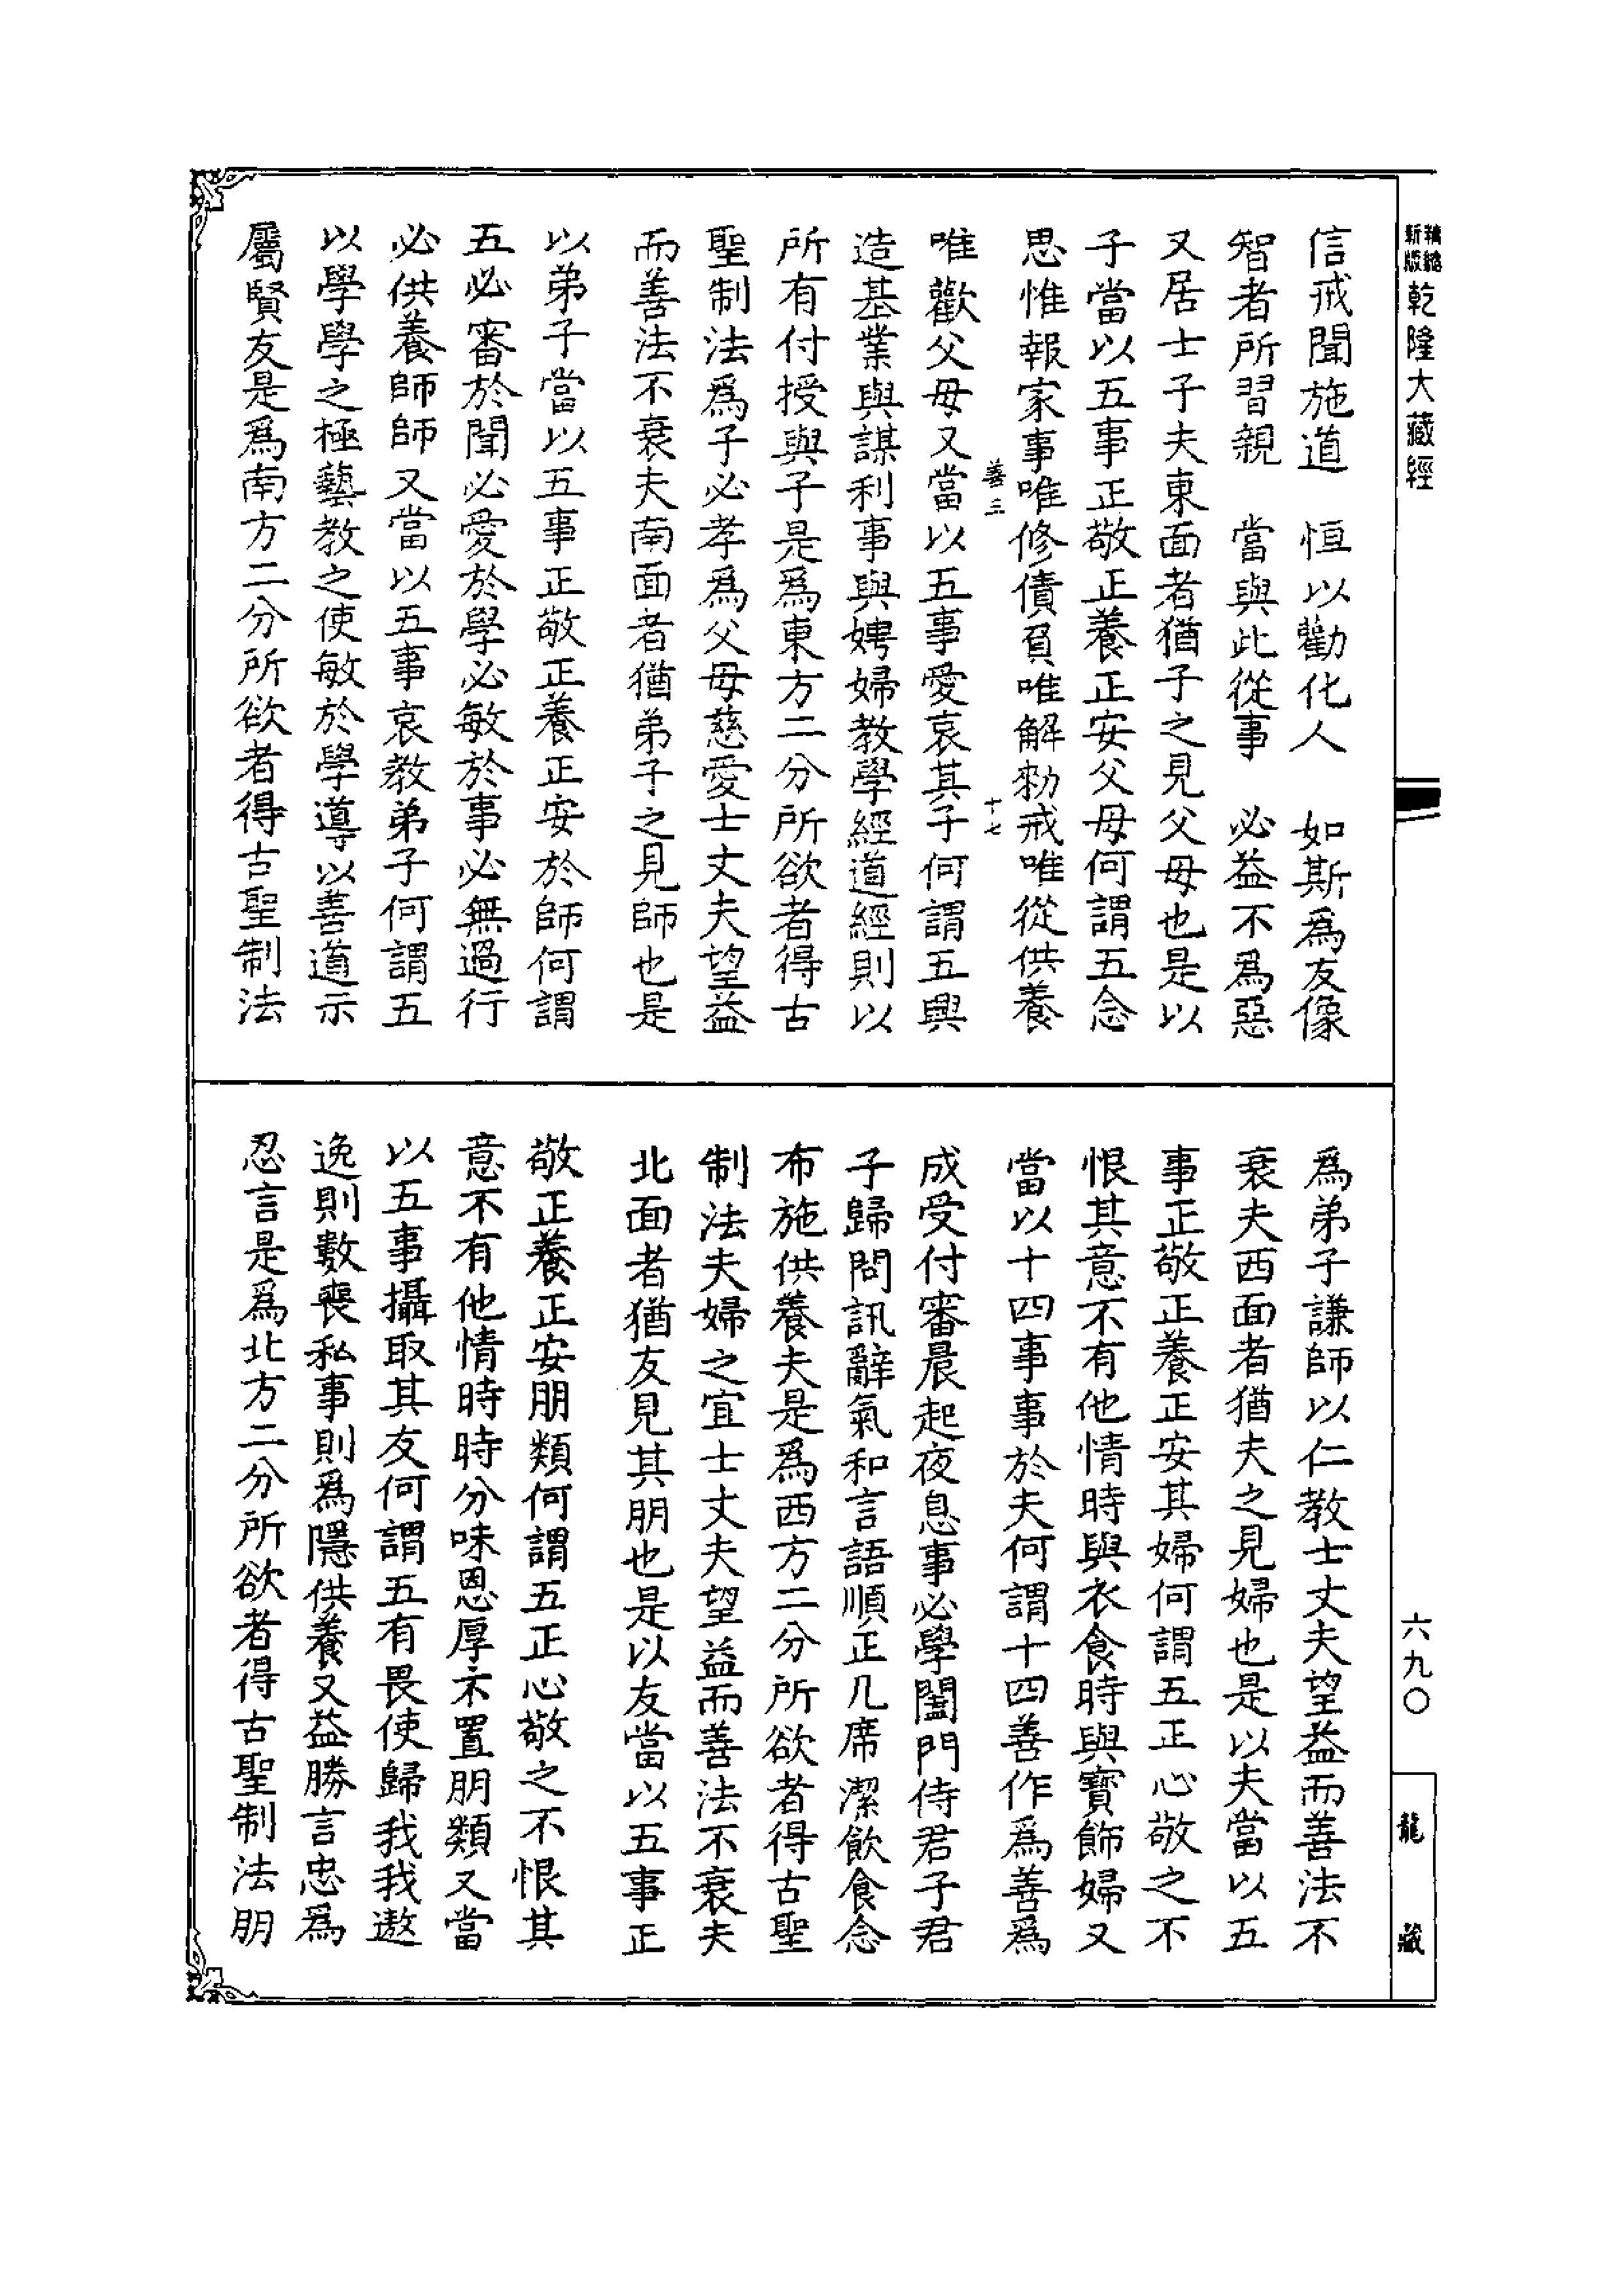 乾隆大藏經
信戒聞施道　恒以勸化人　如斯爲友像
智者所習親　當與此從事　必益不爲惡
又居士子夫東面者猶子之見父母也是以
子當以五事正敬正養正安父母何謂五念
思惟報家事唯修債負唯解勑戒唯從供養
善三　十七
唯歡父母又當以五事愛哀其子何謂五興
造基業與謀利事與娉婦教學經道經則以
所有付授與子是爲東方二分所欲者得古
聖制法爲子必孝爲父母慈愛士丈夫望益
而善法不衰夫南面者猶弟子之見師也是
以弟子當以五事正敬正養正安於師何謂
五必審於聞必愛於學必敏於事必無過行
必供養師師又當以五事哀教弟子何謂五
以學學之極藝教之使敏於學導以善道示
屬賢友是爲南方二分所欲者得古聖制法
爲弟子謙師以仁教士丈夫望益而善法不
衰夫西面者猶夫之見婦也是以夫當以五
事正敬正養正安其婦何謂五正心敬之不
恨其意不有他情時與衣食時與寶飾婦又
當以十四事事於夫何謂十四善作爲善爲
成受付審晨起夜息事必學闔門侍君子君
子歸問訊辭氣和言語順正几席潔飲食念
布施供養夫是爲西方二分所欲者得古聖
制法夫婦之宜士丈夫望益而善法不衰夫
北面者猶友見其朋也是以友當以五事正
敬正養正安朋類何謂五正心敬之不恨其
意不有他情時時分味恩厚不置朋類又當
以五事攝取其友何謂五有畏使歸我我遨
逸則數喪私事則爲隱供養又益勝言忠爲
忍言是爲北方二分所欲者得古聖制法朋
六九〇
龍藏